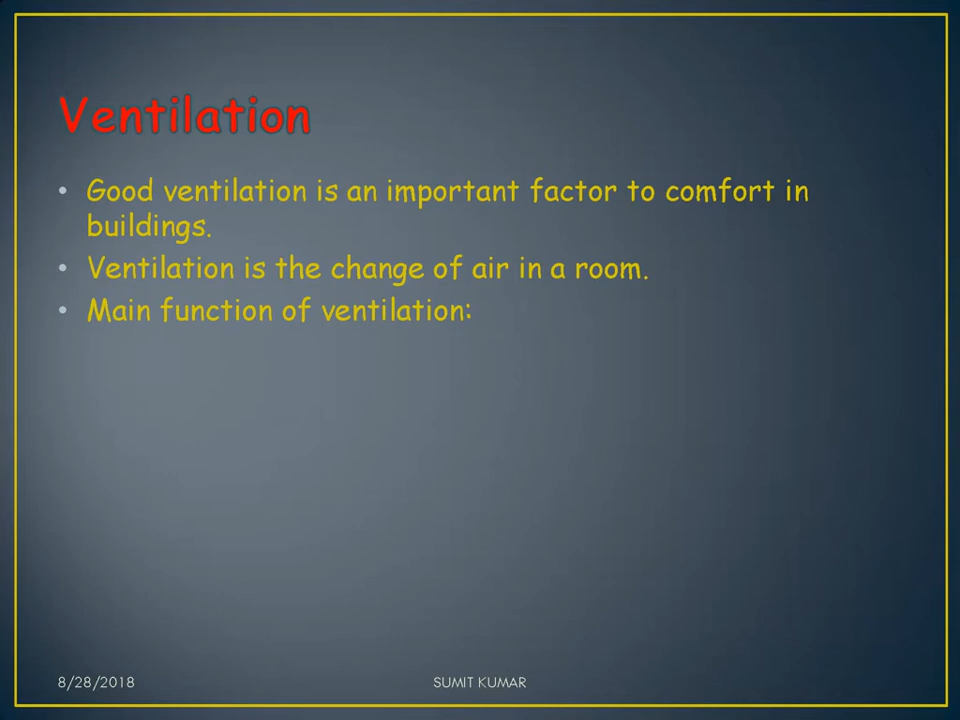 Ventilation
• Good ventilation is an important factor to comfort in
buildings.
• Ventilation is the change of air in a room.
• Main function of ventilation:
8/28/2018
SUMIT KUMAR